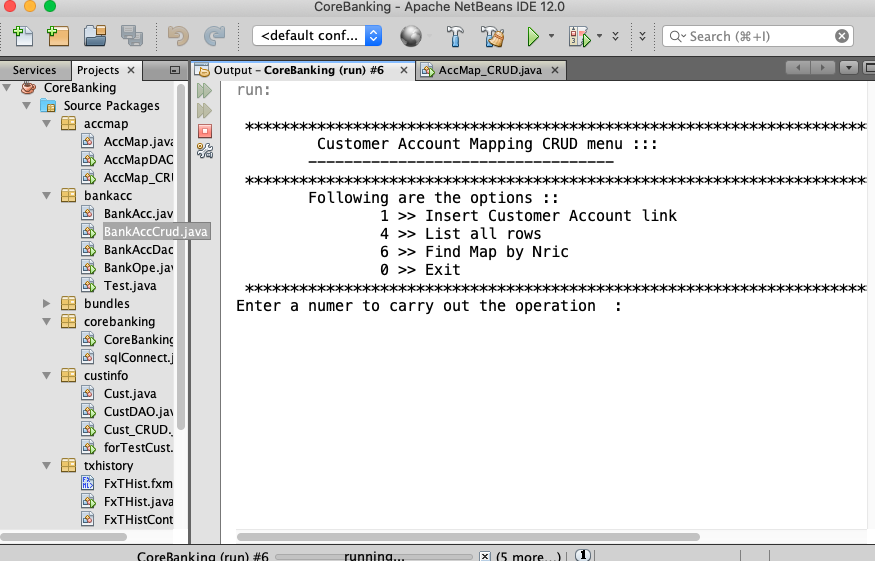 CoreBanking - Apache NetBeans IDE 12.0
<default conf...
Search (⌘+I)
Services
Projects
Output – CoreBanking (run) #6
AccMap_CRUD.java
CoreBanking
Source Packages
accmap
AccMap.java
AccMapDAO
AccMap_CRU
bankacc
BankAcc.jav
BankAccCrud.java
BankAccDac
BankOpe.jav
Test.java
bundles
corebanking
CoreBanking
sqlConnect.j
custinfo
Cust.java
CustDAO.jav
Cust_CRUD.
forTestCust.
txhistory
FxTHist.fxm
FxTHist.java
FxTHistCont
run:
*********************************************************************
Customer Account Mapping CRUD menu :::
----------------------------------
*********************************************************************
Following are the options ::
1 >> Insert Customer Account link
4 >> List all rows
6 >> Find Map by Nric
0 >> Exit
*********************************************************************
Enter a numer to carry out the operation  :
CoreBanking (run) #6
running...
(5 more...)
1